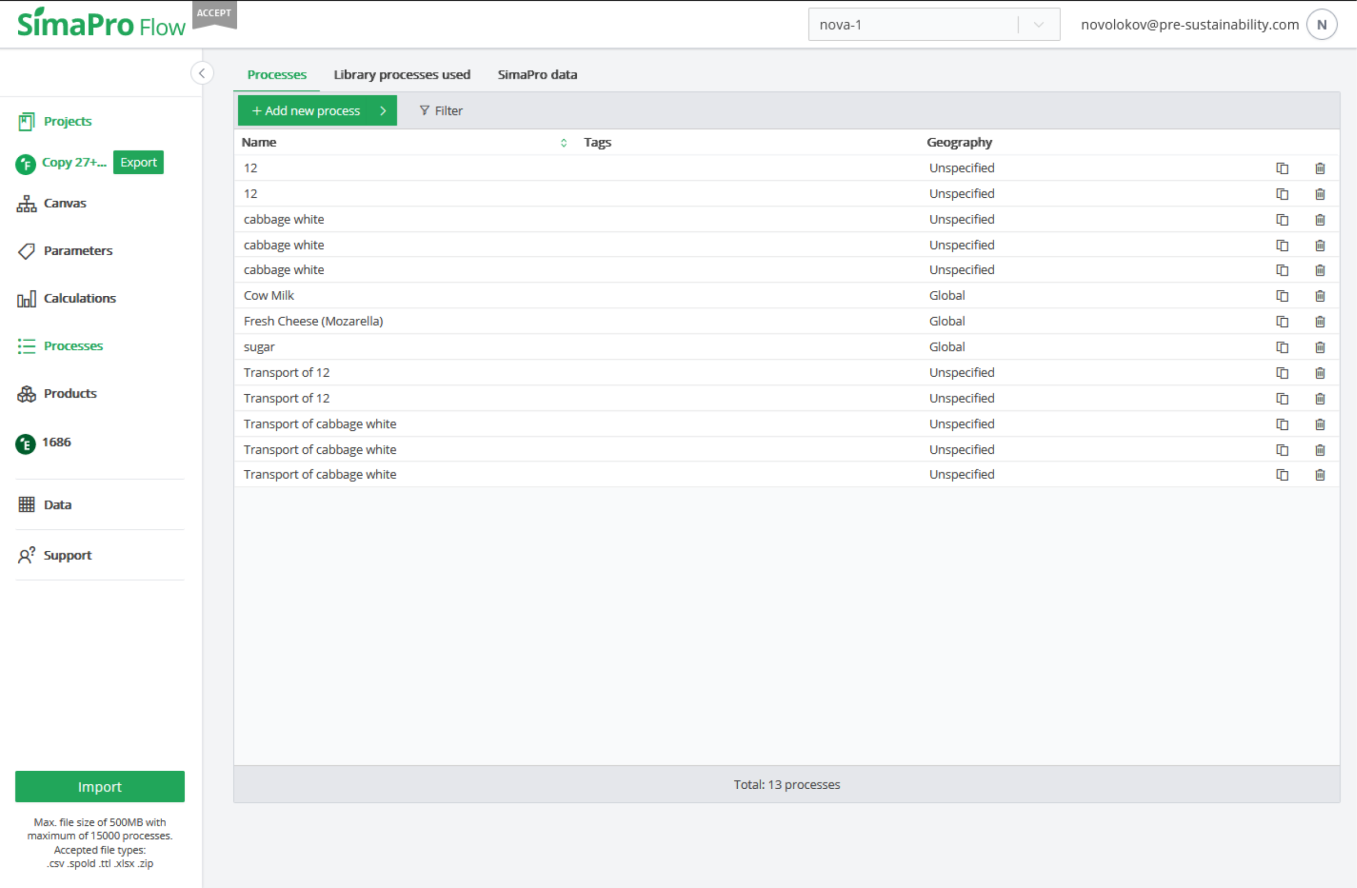 SimaPro Flow
ACCEPT
nova-1
novolokov@pre-sustainability.com
N
Processes Library processes used SimaPro data
+ Add new process
Filter
Projects
F Copy 27+... Export
Canvas
Parameters
Calculations
Processes
Products
E 1686
Data
Support
Import
Max. file size of 500MB with
maximum of 15000 processes.
Accepted file types:
.csv .spold .ttl .xlsx .zip
Name Tags Geography
12 Unspecified
12 Unspecified
cabbage white Unspecified
cabbage white Unspecified
cabbage white Unspecified
Cow Milk Global
Fresh Cheese (Mozarella) Global
sugar Global
Transport of 12 Unspecified
Transport of 12 Unspecified
Transport of cabbage white Unspecified
Transport of cabbage white Unspecified
Transport of cabbage white Unspecified
Total: 13 processes